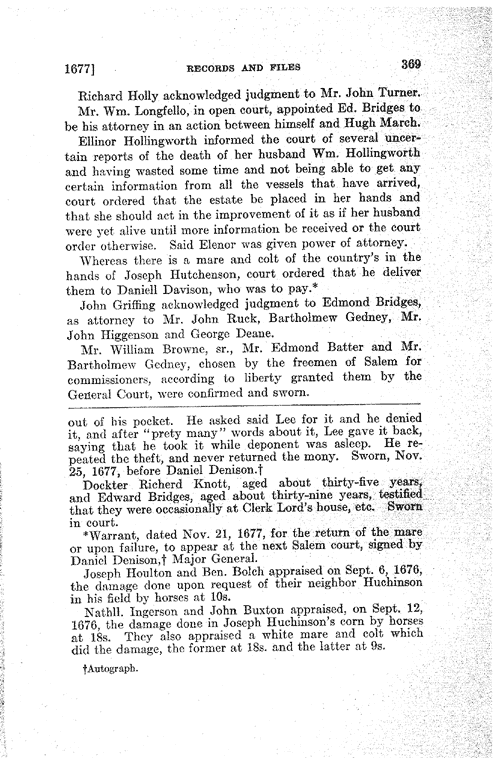 1677] RECORDS AND FILES 369
Richard Holly acknowledged judgment to Mr. John Turner.
Mr. Wm. Longfello, in open court, appointed Ed. Bridges to
be his attorney in an action between himself and Hugh March.
Ellinor Hollingworth informed the court of several uncer-
tain reports of the death of her husband Wm. Hollingworth
and having wasted some time and not being able to get any
certain information from all the vessels that have arrived,
court ordered that the estate be placed in her hands and
that she should act in the improvement of it as if her husband
were yet alive until more information be received or the court
order otherwise. Said Elenor was given power of attorney.
Whereas there is a mare and colt of the country's in the
hands of Joseph Hutchenson, court ordered that he deliver
them to Daniell Davison, who was to pay.*
John Griffing acknowledged judgment to Edmond Bridges,
as attorney to Mr. John Ruck, Bartholmew Gedney, Mr.
John Higgenson and George Deane.
Mr. William Browne, sr., Mr. Edmond Batter and Mr.
Bartholmew Gedney, chosen by the freemen of Salem for
commissioners, according to liberty granted them by the
General Court, were confirmed and sworn.
out of his pocket. He asked said Lee for it and he denied
it, and after "prety many" words about it, Lee gave it back,
saying that he took it while deponent was asleep. He re-
peated the theft, and never returned the mony. Sworn, Nov.
25, 1677, before Daniel Denison.†
Dockter Richerd Knott, aged about thirty-five years,
and Edward Bridges, aged about thirty-nine years, testified
that they were occasionally at Clerk Lord's house, etc. Sworn
in court.
*Warrant, dated Nov. 21, 1677, for the return of the mare
or upon failure, to appear at the next Salem court, signed by
Daniel Denison,† Major General.
Joseph Houlton and Ben. Bolch appraised on Sept. 6, 1676,
the damage done upon request of their neighbor Huchinson
in his field by horses at 10s.
Nathll. Ingerson and John Buxton appraised, on Sept. 12,
1676, the damage done in Joseph Huchinson's corn by horses
at 18s. They also appraised a white mare and colt which
did the damage, the former at 18s. and the latter at 9s.
†Autograph.